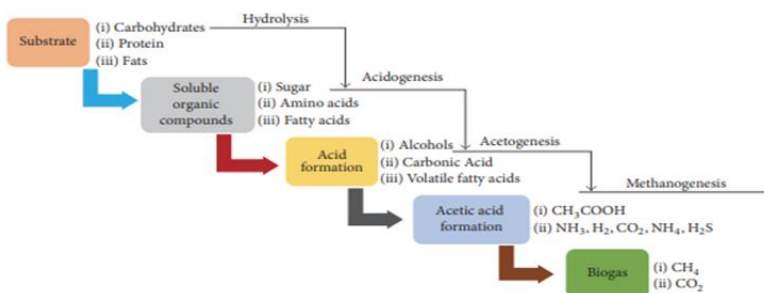 Substrate
(i) Carbohydrates
(ii) Protein
(iii) Fats
Hydrolysis
Soluble
organic
compounds
(i) Sugar
(ii) Amino acids
(iii) Fatty acids
Acidogenesis
Acid
formation
(i) Alcohols
(ii) Carbonic Acid
(iii) Volatile fatty acids
Acetogenesis
Acetic acid
formation
(i) CH₃COOH
(ii) NH₃, H₂, CO₂, NH₄, H₂S
Methanogenesis
Biogas
(i) CH₄
(ii) CO₂